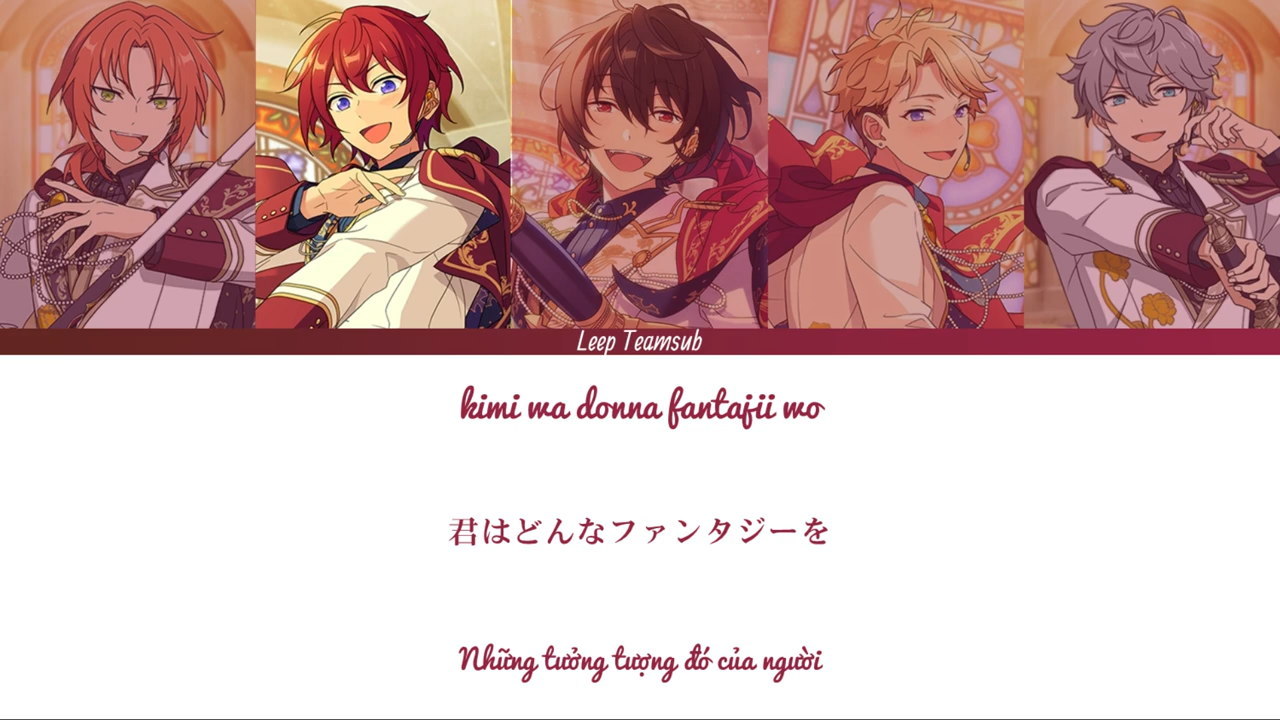 Leep Teamsub
kimi wa donna fantajii wo
君はどんなファンタジーを
Những tưởng tượng đó của người